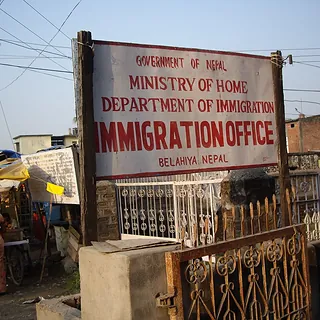 GOVERNMENT OF NEPAL
MINISTRY OF HOME
DEPARTMENT OF IMMIGRATION
IMMIGRATION OFFICE
BELAHIYA NEPAL